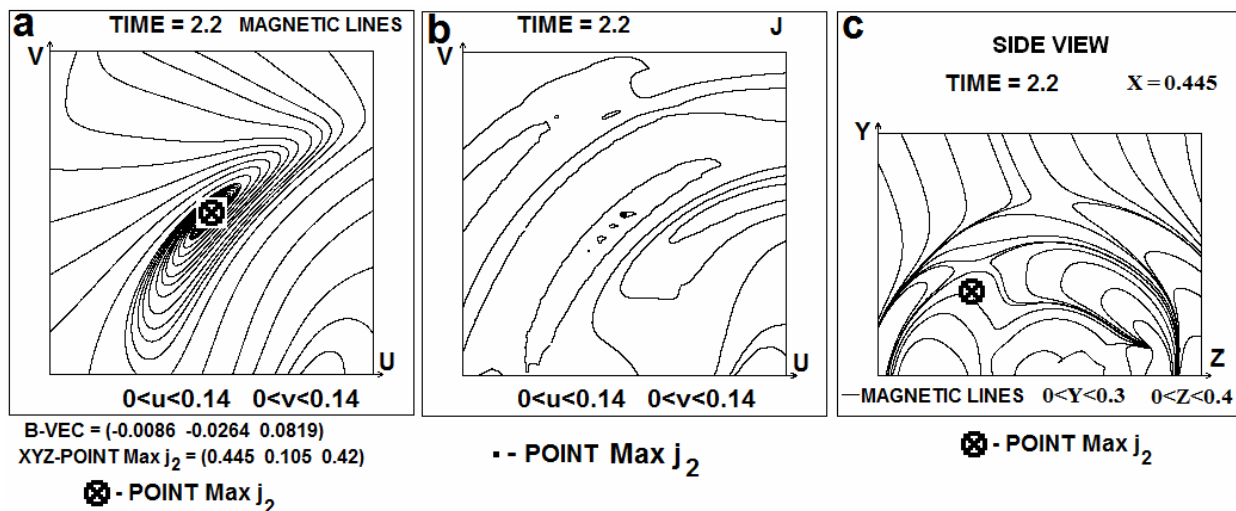 a TIME = 2.2 MAGNETIC LINES
V
U
0<u<0.14 0<v<0.14
B-VEC = (-0.0086 -0.0264 0.0819)
XYZ-POINT Max j₂ = (0.445 0.105 0.42)
- POINT Max j₂
b TIME = 2.2 J
V
U
0<u<0.14 0<v<0.14
- POINT Max j₂
c
SIDE VIEW
TIME = 2.2 X = 0.445
Y
Z
—MAGNETIC LINES 0<Y<0.3 0<Z<0.4
- POINT Max j₂